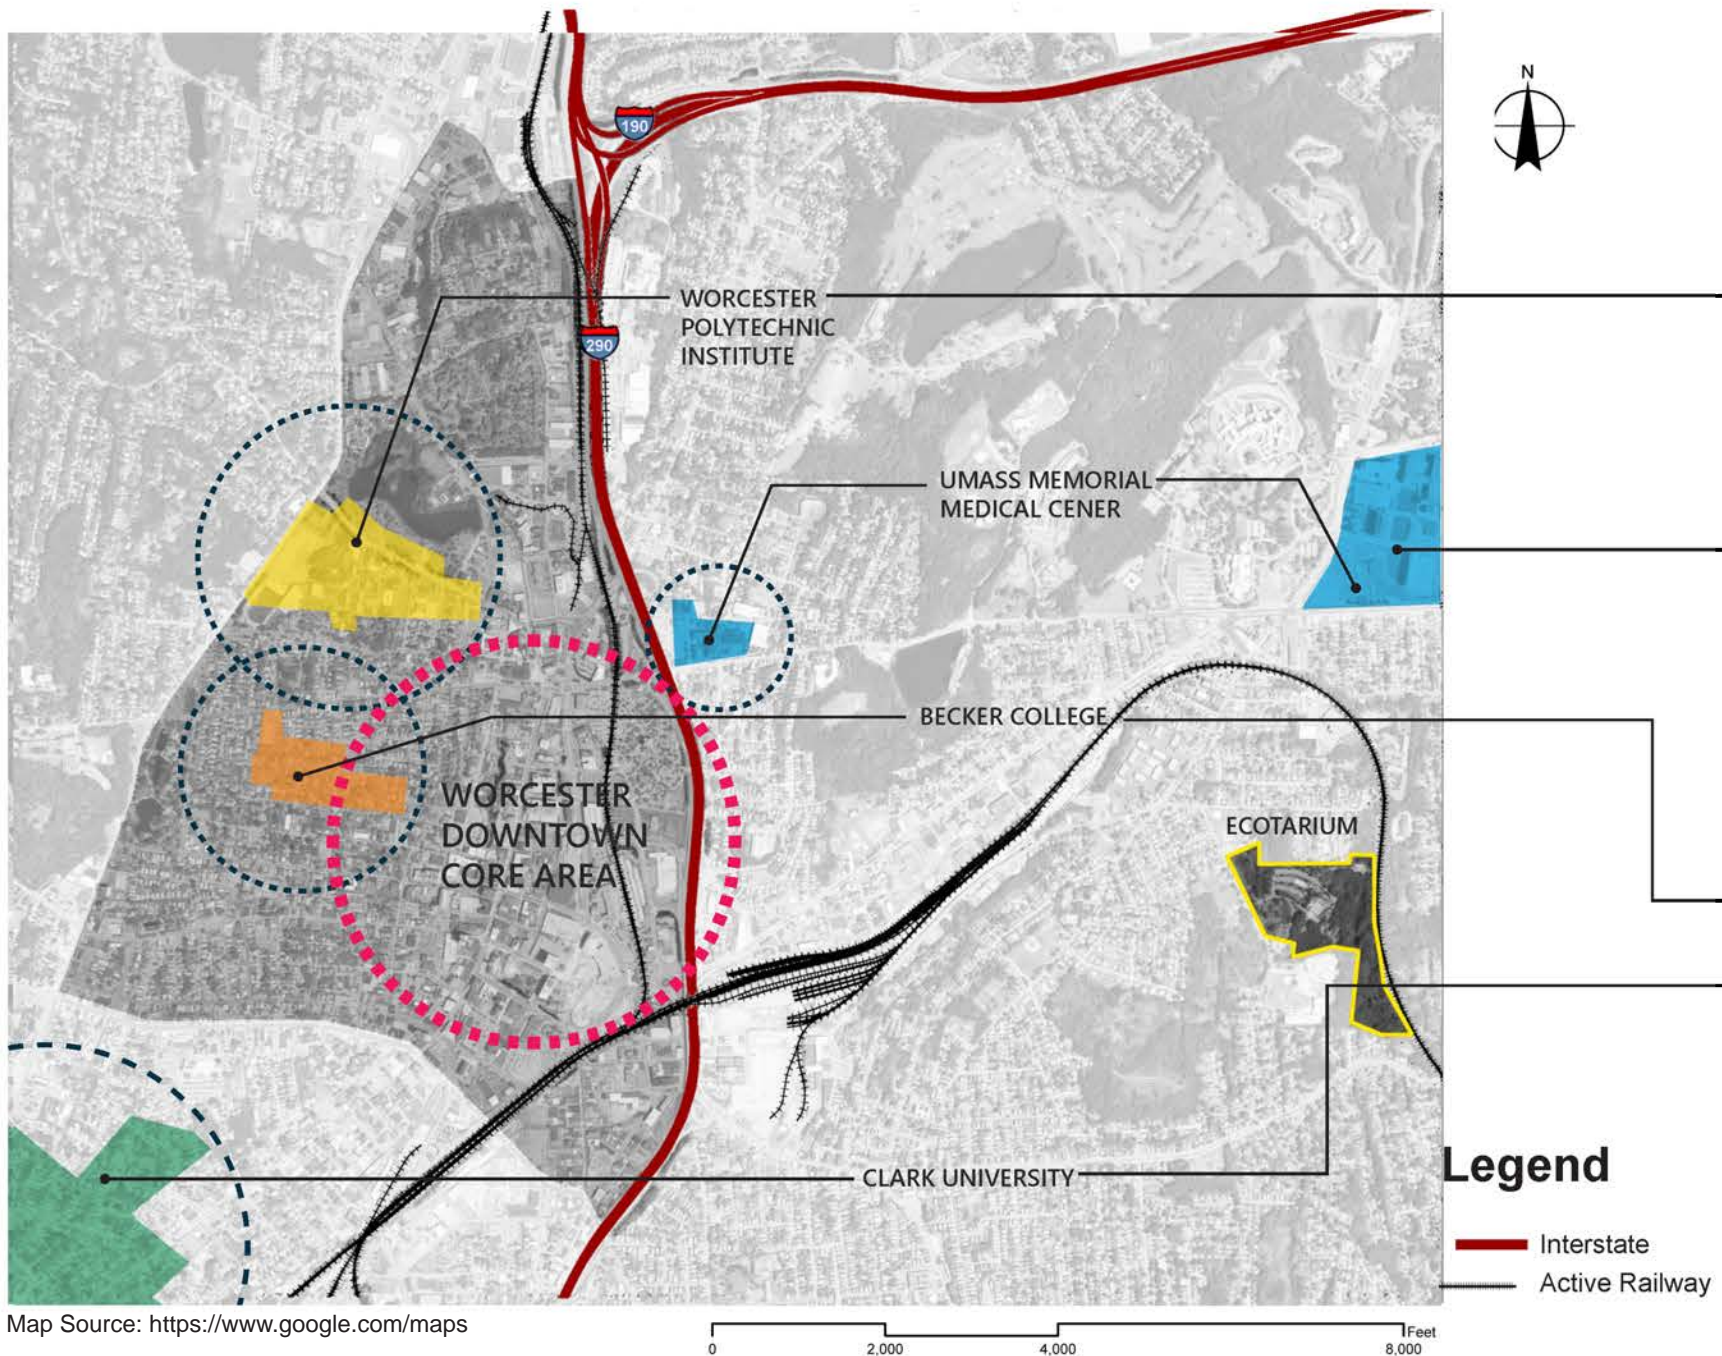 N
190
WORCESTER
POLYTECHNIC
INSTITUTE
290
UMASS MEMORIAL
MEDICAL CENER
BECKER COLLEGE
WORCESTER
DOWNTOWN
CORE AREA
ECOTARIUM
CLARK UNIVERSITY
Legend
Interstate
Active Railway
Map Source: https://www.google.com/maps
Feet
0 2,000 4,000 8,000